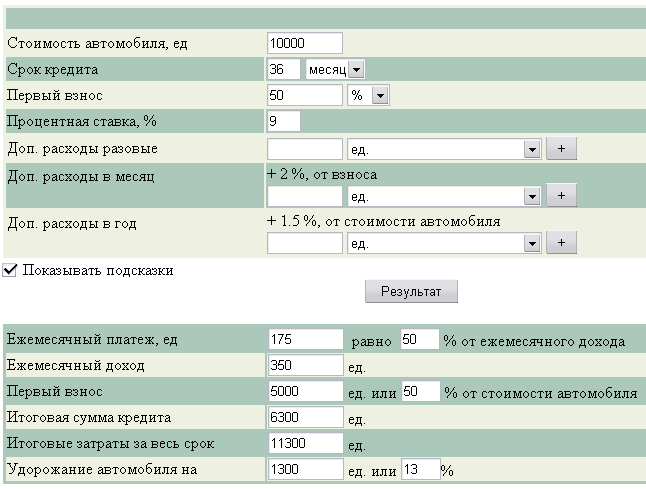 Стоимость автомобиля, ед 10000
Срок кредита 36 месяц
Первый взнос 50 %
Процентная ставка, % 9
Доп. расходы разовые ед. +
Доп. расходы в месяц + 2 %, от взноса
ед. +
Доп. расходы в год + 1.5 %, от стоимости автомобиля
ед. +
Показывать подсказки
Результат
Ежемесячный платеж, ед 175 равно 50 % от ежемесячного дохода
Ежемесячный доход 350 ед.
Первый взнос 5000 ед. или 50 % от стоимости автомобиля
Итоговая сумма кредита 6300 ед.
Итоговые затраты за весь срок 11300 ед.
Удорожание автомобиля на 1300 ед. или 13 %